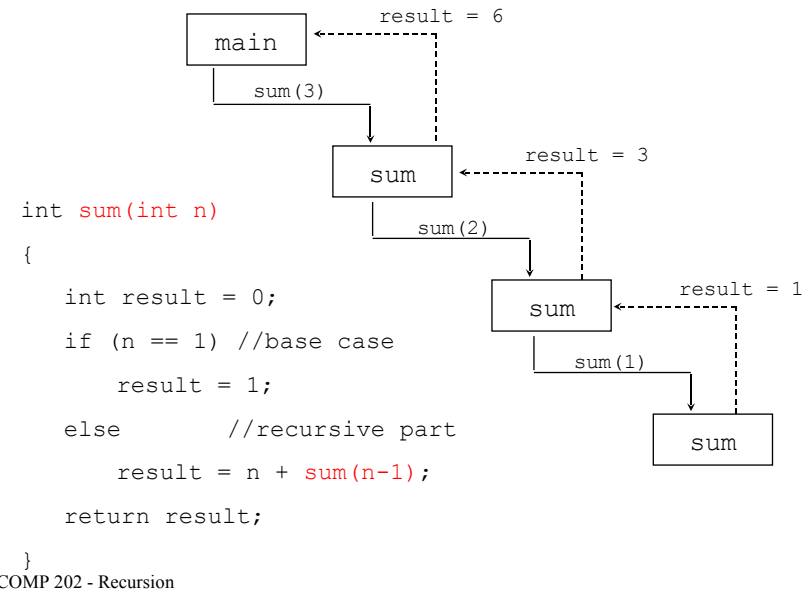 result = 6
main
sum(3)
result = 3
sum
int sum(int n)
sum(2)
{
result = 1
int result = 0;
sum
if (n == 1) //base case
sum(1)
result = 1;
else //recursive part
sum
result = n + sum(n-1);
return result;
}
COMP 202 - Recursion